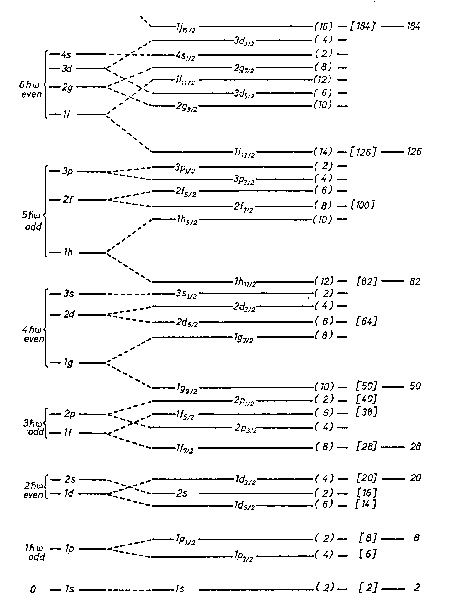 1j15/2 (16) [184] 184
3d3/2 (4)
4s 4s1/2 (2)
3d 2g7/2 (8)
6ħω even 1i11/2 (12)
2g 3d5/2 (6)
2g9/2 (10)
1i
1i13/2 (14) [126] 126
3p 3p1/2 (2)
3p3/2 (4)
2f5/2 (6)
2f 2f7/2 (8) [100]
5ħω odd 1h9/2 (10)
1h
1h11/2 (12) [82] 82
3s 3s1/2 (2)
2d3/2 (4)
2d 2d5/2 (6) [64]
4ħω even 1g7/2 (8)
1g
1g9/2 (10) [50] 50
2p1/2 (2) [40]
2p 1f5/2 (6) [38]
3ħω odd 2p3/2 (4)
1f
1f7/2 (8) [28] 28
2s 1d3/2 (4) [20] 20
2ħω even 1d 2s (2) [16]
1d5/2 (6) [14]
1p1/2 (2) [8] 8
1ħω odd 1p 1p3/2 (4) [6]
0 1s 1s (2) [2] 2